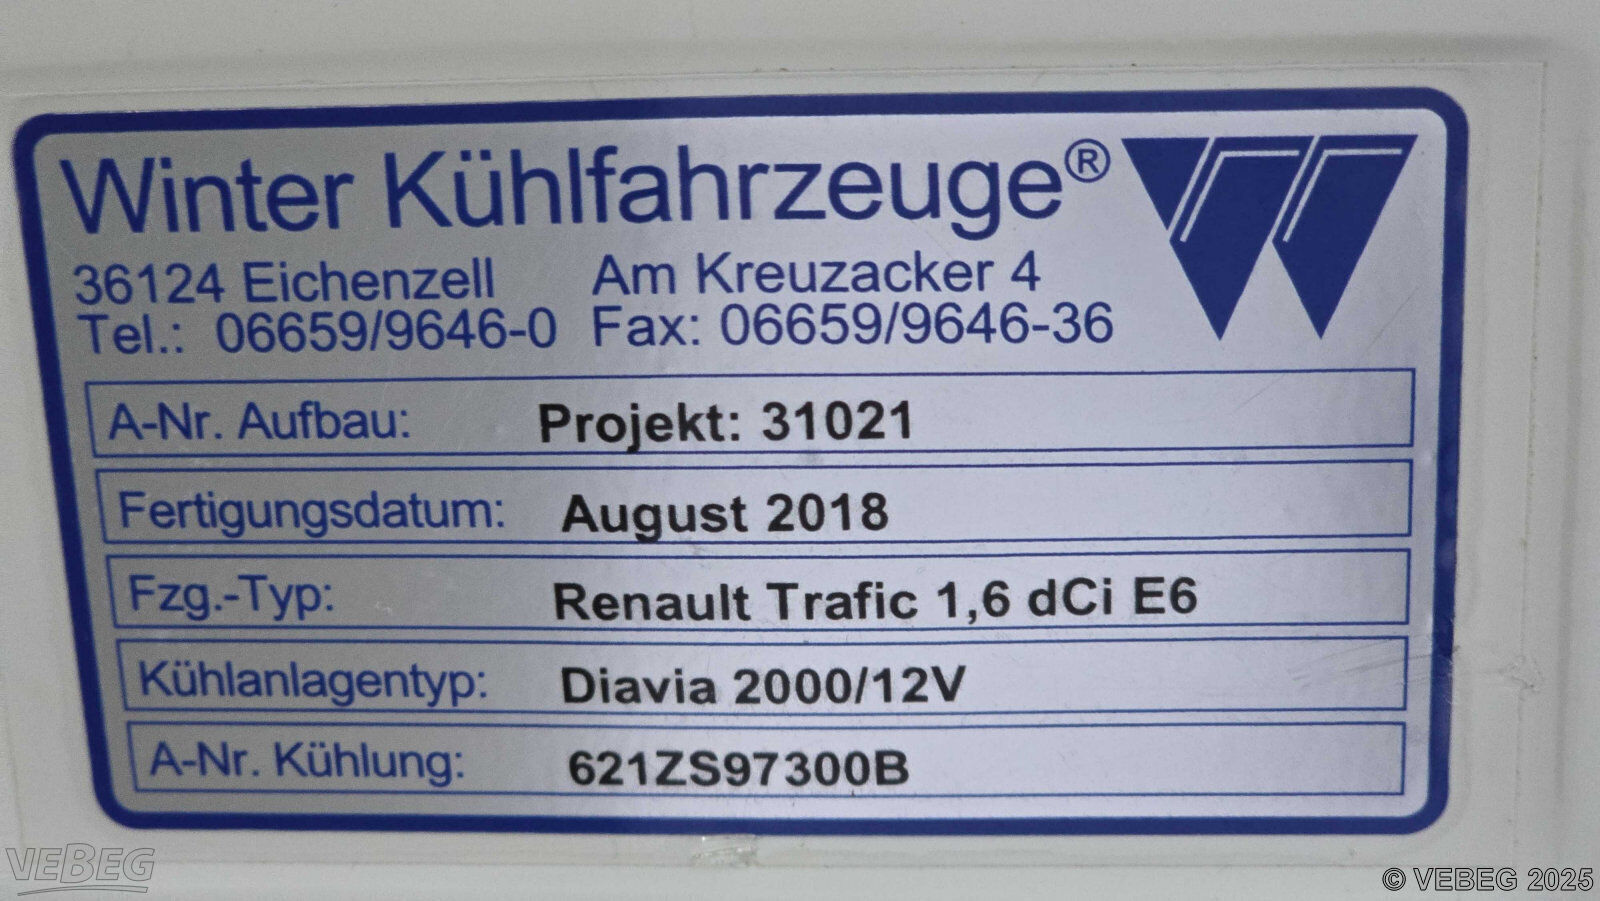 Winter Kühlfahrzeuge®
36124 Eichenzell Am Kreuzacker 4
Tel.: 06659/9646-0 Fax: 06659/9646-36
A-Nr. Aufbau: Projekt: 31021
Fertigungsdatum: August 2018
Fzg.-Typ: Renault Trafic 1,6 dCi E6
Kühlanlagentyp: Diavia 2000/12V
A-Nr. Kühlung: 621ZS97300B
VEBEG
© VEBEG 2025